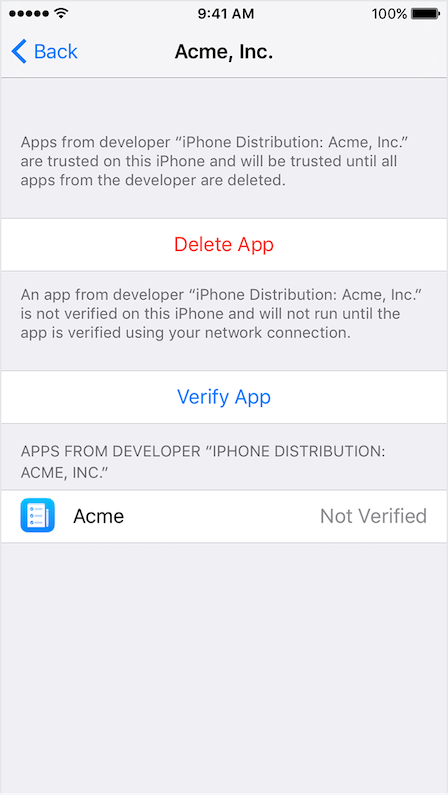 9:41 AM 100%
Back Acme, Inc.
Apps from developer “iPhone Distribution: Acme, Inc.”
are trusted on this iPhone and will be trusted until all
apps from the developer are deleted.
Delete App
An app from developer “iPhone Distribution: Acme, Inc.”
is not verified on this iPhone and will not run until the
app is verified using your network connection.
Verify App
APPS FROM DEVELOPER “IPHONE DISTRIBUTION:
ACME, INC.”
Acme Not Verified